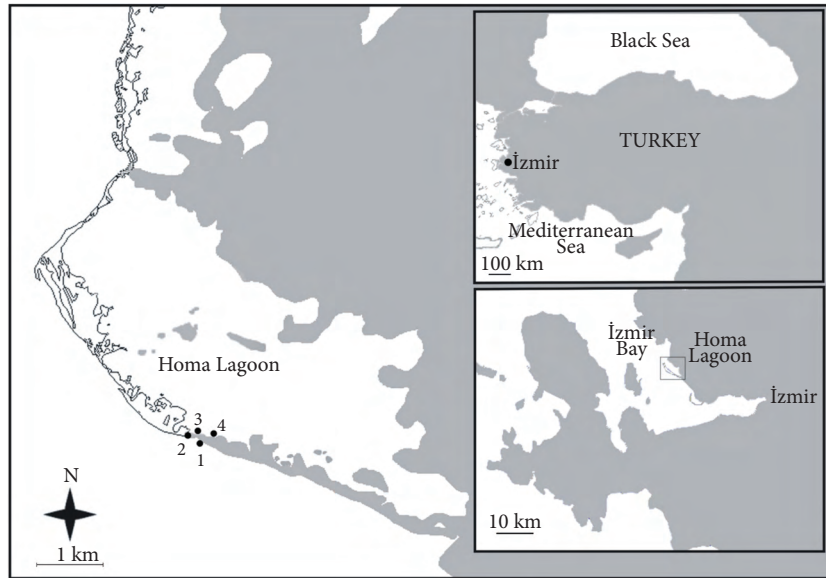 Homa Lagoon
3
4
2
1
N
1 km
Black Sea
TURKEY
İzmir
Mediterranean
Sea
100 km
İzmir
Bay
Homa
Lagoon
İzmir
10 km